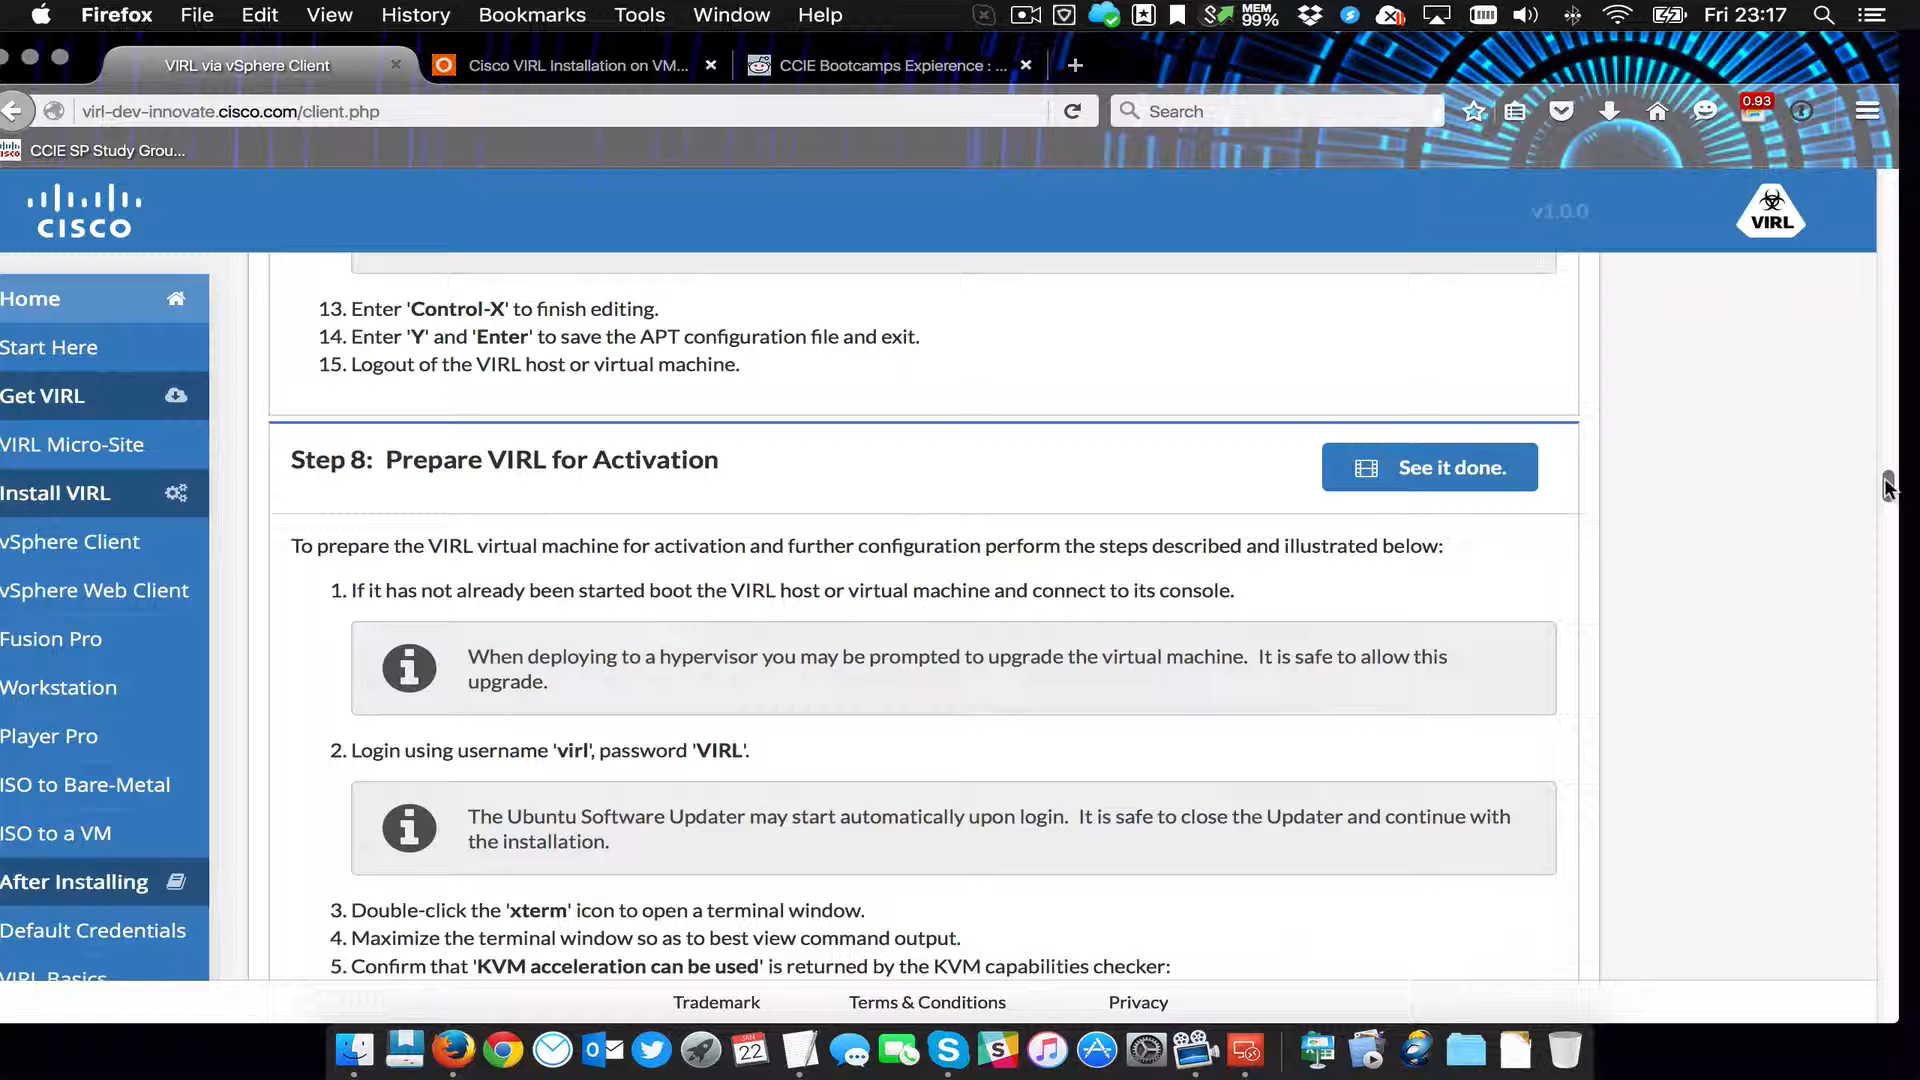 Firefox File Edit View History Bookmarks Tools Window Help MEM 99% Fri 23:17
VIRL via vSphere Client Cisco VIRL Installation on VM... CCIE Bootcamps Expierence : ...
virl-dev-innovate.cisco.com/client.php Search 0.93
CCIE SP Study Grou...
CISCO v1.0.0 VIRL
Home
Start Here
Get VIRL
VIRL Micro-Site
Install VIRL
vSphere Client
vSphere Web Client
Fusion Pro
Workstation
Player Pro
ISO to Bare-Metal
ISO to a VM
After Installing
Default Credentials
VIRL Basics
13. Enter 'Control-X' to finish editing.
14. Enter 'Y' and 'Enter' to save the APT configuration file and exit.
15. Logout of the VIRL host or virtual machine.
Step 8: Prepare VIRL for Activation
See it done.
To prepare the VIRL virtual machine for activation and further configuration perform the steps described and illustrated below:
1. If it has not already been started boot the VIRL host or virtual machine and connect to its console.
When deploying to a hypervisor you may be prompted to upgrade the virtual machine. It is safe to allow this
upgrade.
2. Login using username 'virl', password 'VIRL'.
The Ubuntu Software Updater may start automatically upon login. It is safe to close the Updater and continue with
the installation.
3. Double-click the 'xterm' icon to open a terminal window.
4. Maximize the terminal window so as to best view command output.
5. Confirm that 'KVM acceleration can be used' is returned by the KVM capabilities checker:
Trademark Terms & Conditions Privacy
JAN
22